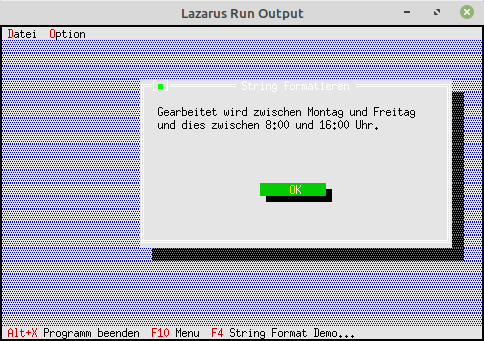 Lazarus Run Output
Datei Option
String formatieren
Gearbeitet wird zwischen Montag und Freitag
und dies zwischen 8:00 und 16:00 Uhr.
OK
Alt+X Programm beenden F10 Menu F4 String Format Demo...